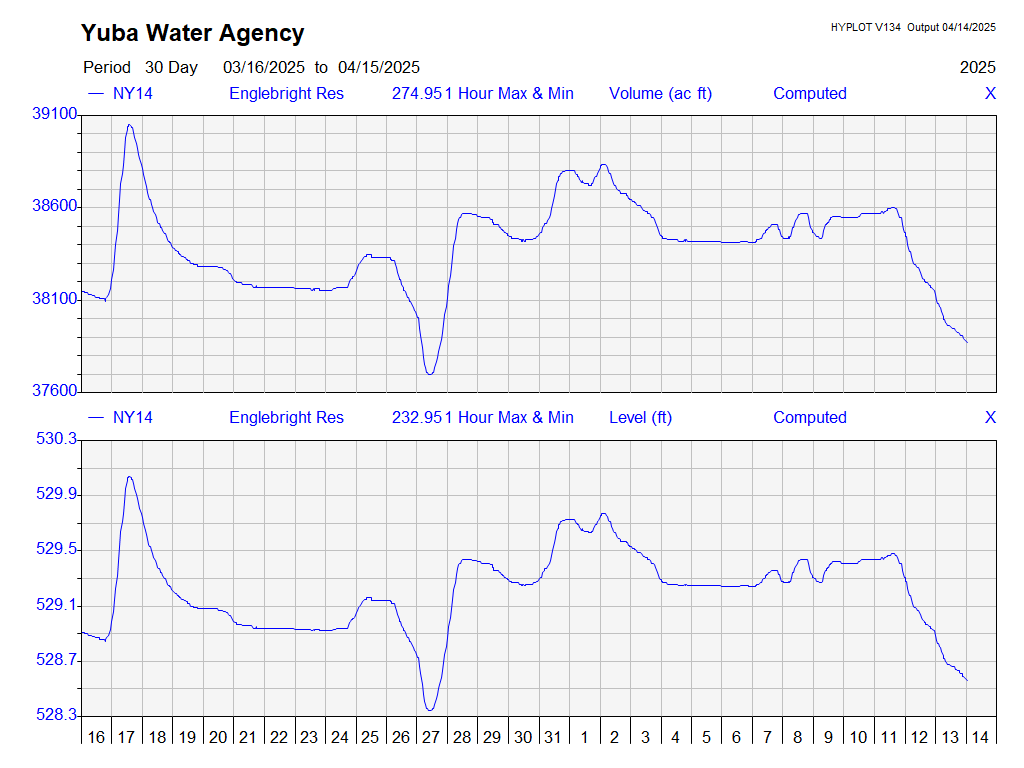 Yuba Water Agency
HYPLOT V134 Output 04/14/2025
Period 30 Day 03/16/2025 to 04/15/2025 2025
NY14 Englebright Res 274.951 Hour Max & Min Volume (ac ft) Computed X
39100
38600
38100
37600
NY14 Englebright Res 232.951 Hour Max & Min Level (ft) Computed X
530.3
529.9
529.5
529.1
528.7
528.3
16 17 18 19 20 21 22 23 24 25 26 27 28 29 30 31 1 2 3 4 5 6 7 8 9 10 11 12 13 14